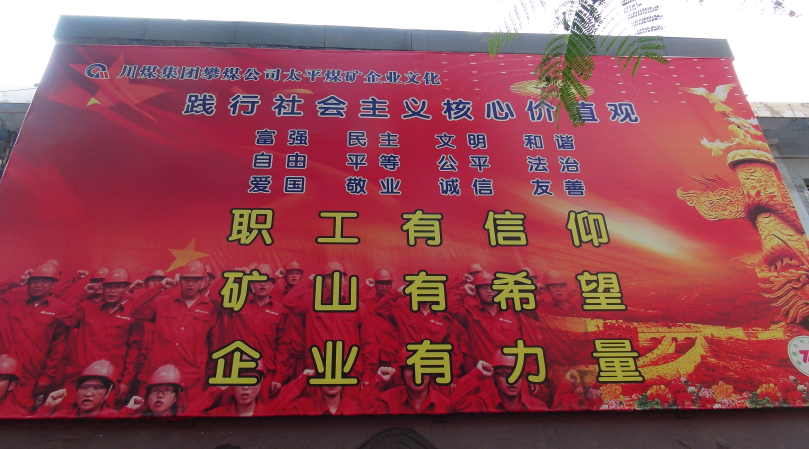 川煤集团攀煤公司太平煤矿企业文化
践行社会主义核心价值观
富强 民主 文明 和谐
自由 平等 公平 法治
爱国 敬业 诚信 友善
职工有信仰
矿山有希望
企业有力量